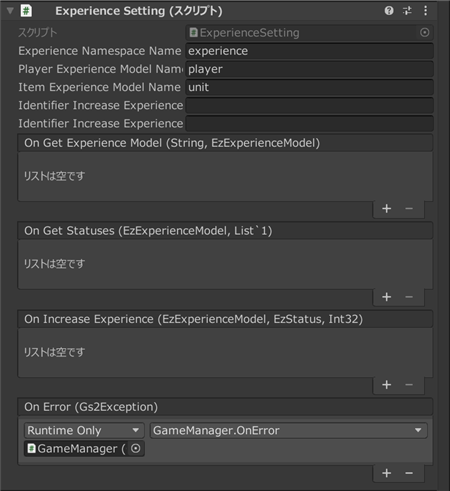 Experience Setting (スクリプト)
スクリプト
ExperienceSetting
Experience Namespace Name
experience
Player Experience Model Name
player
Item Experience Model Name
unit
Identifier Increase Experience
Identifier Increase Experience
On Get Experience Model (String, EzExperienceModel)
リストは空です
+ −
On Get Statuses (EzExperienceModel, List`1)
リストは空です
+ −
On Increase Experience (EzExperienceModel, EzStatus, Int32)
リストは空です
+ −
On Error (Gs2Exception)
Runtime Only
GameManager.OnError
GameManager (
+ −